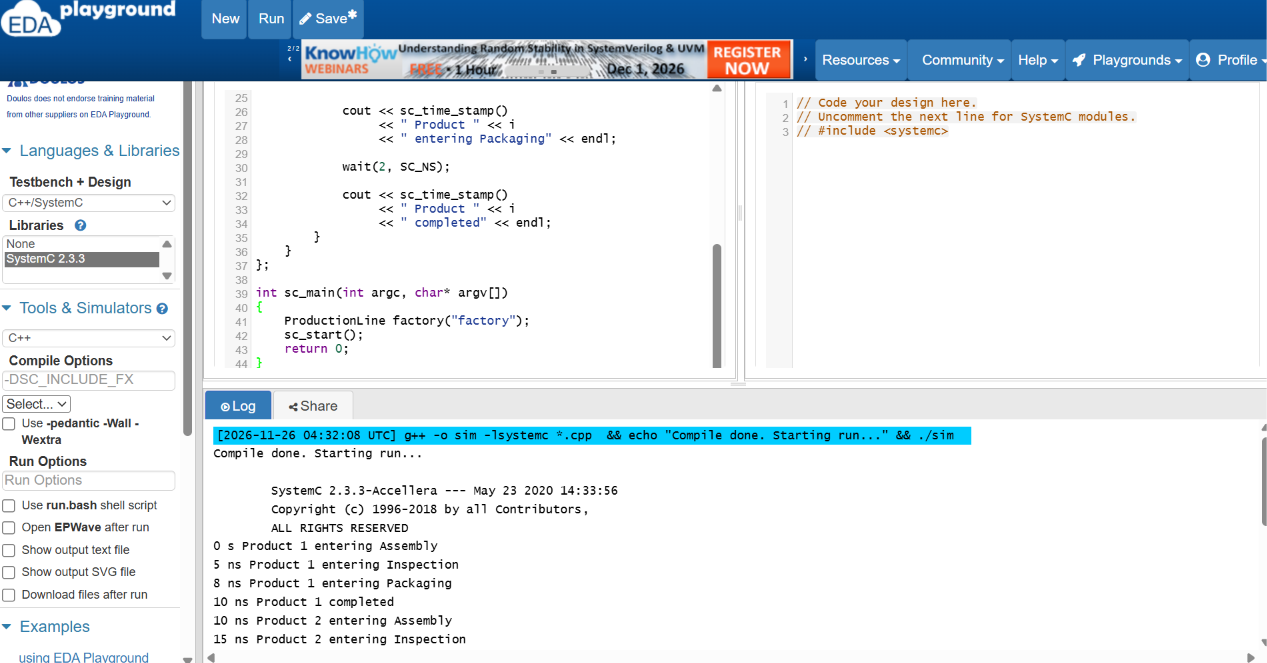 EDA playground
New Run Save*
2/2
KnowHow WEBINARS
Understanding Random Stability in SystemVerilog & UVM
FREE • 1 Hour
Dec 1, 2026
REGISTER NOW
Resources Community Help Playgrounds Profile
Doulos does not endorse training material
from other suppliers on EDA Playground.
Languages & Libraries
Testbench + Design
C++/SystemC
Libraries
None
SystemC 2.3.3
Tools & Simulators
C++
Compile Options
-DSC_INCLUDE_FX
Select...
Use -pedantic -Wall -
Wextra
Run Options
Run Options
Use run.bash shell script
Open EPWave after run
Show output text file
Show output SVG file
Download files after run
Examples
using EDA Playground
25
26 cout << sc_time_stamp()
27 << " Product " << i
28 << " entering Packaging" << endl;
29
30 wait(2, SC_NS);
31
32 cout << sc_time_stamp()
33 << " Product " << i
34 << " completed" << endl;
35 }
36 }
37 };
38
39 int sc_main(int argc, char* argv[])
40 {
41 ProductionLine factory("factory");
42 sc_start();
43 return 0;
44 }
1 // Code your design here.
2 // Uncomment the next line for SystemC modules.
3 // #include <systemc>
Log Share
[2026-11-26 04:32:08 UTC] g++ -o sim -lsystemc *.cpp && echo "Compile done. Starting run..." && ./sim
Compile done. Starting run...
SystemC 2.3.3-Accellera --- May 23 2020 14:33:56
Copyright (c) 1996-2018 by all Contributors,
ALL RIGHTS RESERVED
0 s Product 1 entering Assembly
5 ns Product 1 entering Inspection
8 ns Product 1 entering Packaging
10 ns Product 1 completed
10 ns Product 2 entering Assembly
15 ns Product 2 entering Inspection